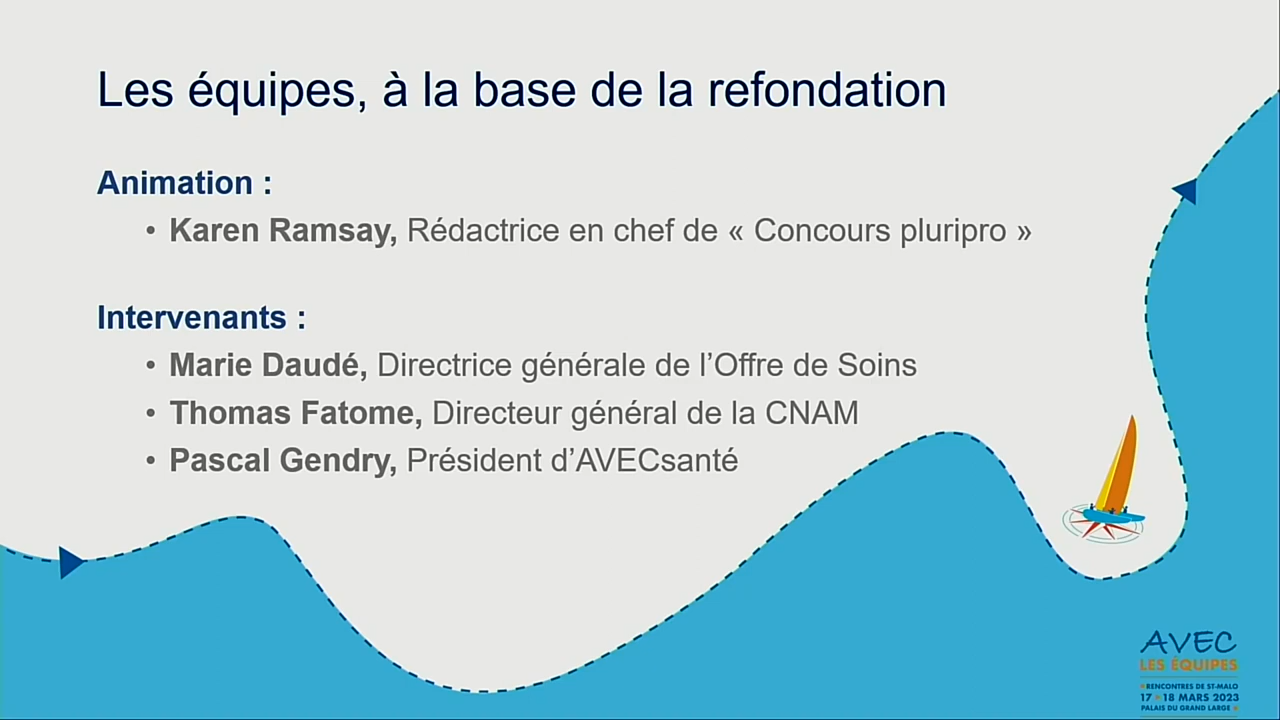 Les équipes, à la base de la refondation
Animation :
• Karen Ramsay, Rédactrice en chef de « Concours pluripro »
Intervenants :
• Marie Daudé, Directrice générale de l’Offre de Soins
• Thomas Fatome, Directeur général de la CNAM
• Pascal Gendry, Président d’AVECsanté
AVEC
LES ÉQUIPES
RENCONTRES DE ST-MALO
17 • 18 MARS 2023
PALAIS DU GRAND LARGE